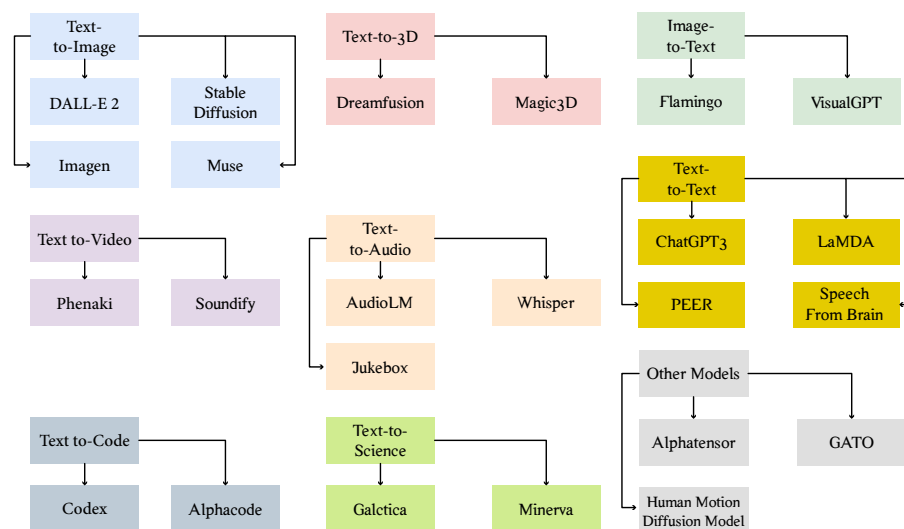 Text-
to-Image
DALL-E 2
Stable
Diffusion
Imagen
Muse
Text-to-3D
Dreamfusion
Magic3D
Image-
to-Text
Flamingo
VisualGPT
Text to-Video
Phenaki
Soundify
Text-
to-Audio
AudioLM
Whisper
Jukebox
Text-
to-Text
ChatGPT3
LaMDA
PEER
Speech
From Brain
Text to-Code
Codex
Alphacode
Text-to-
Science
Galctica
Minerva
Other Models
Alphatensor
GATO
Human Motion
Diffusion Model